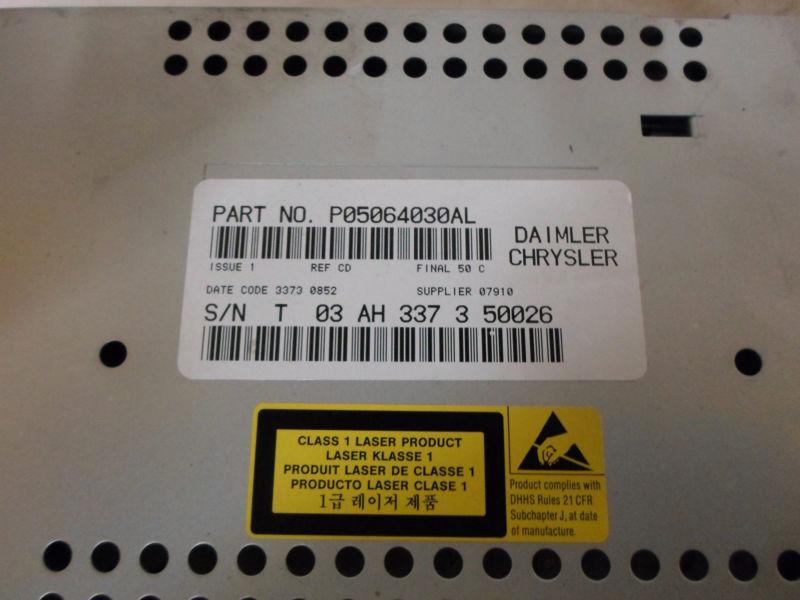 PART NO. P05064030AL
DAIMLER
CHRYSLER
ISSUE 1 REF CD FINAL 50 C
DATE CODE 3373 0852 SUPPLIER 07910
S/N T 03 AH 337 3 50026
CLASS 1 LASER PRODUCT
LASER KLASSE 1
PRODUIT LASER DE CLASSE 1
PRODUCTO LASER CLASE 1
1급 레이저 제품
Product complies with
DHHS Rules 21 CFR
Subchapter J, at date
of manufacture.